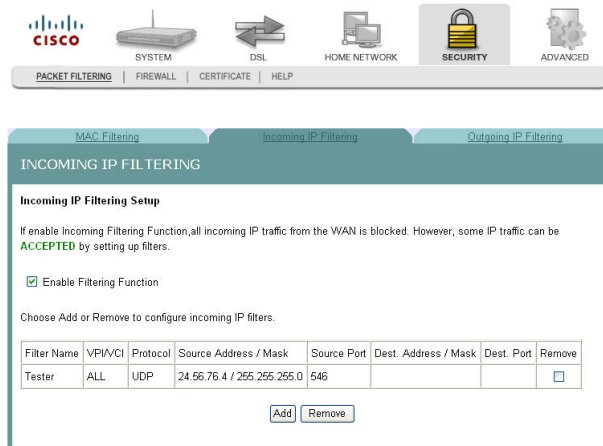 CISCO
SYSTEM DSL HOME NETWORK SECURITY ADVANCED
PACKET FILTERING | FIREWALL | CERTIFICATE | HELP
MAC Filtering Incoming IP Filtering Outgoing IP Filtering
INCOMING IP FILTERING
Incoming IP Filtering Setup
If enable Incoming Filtering Function,all incoming IP traffic from the WAN is blocked. However, some IP traffic can be
ACCEPTED by setting up filters.
Enable Filtering Function
Choose Add or Remove to configure incoming IP filters.
Filter Name VPI/VCI Protocol Source Address / Mask Source Port Dest. Address / Mask Dest. Port Remove
Tester ALL UDP 24.56.76.4 / 255.255.255.0 546
Add Remove